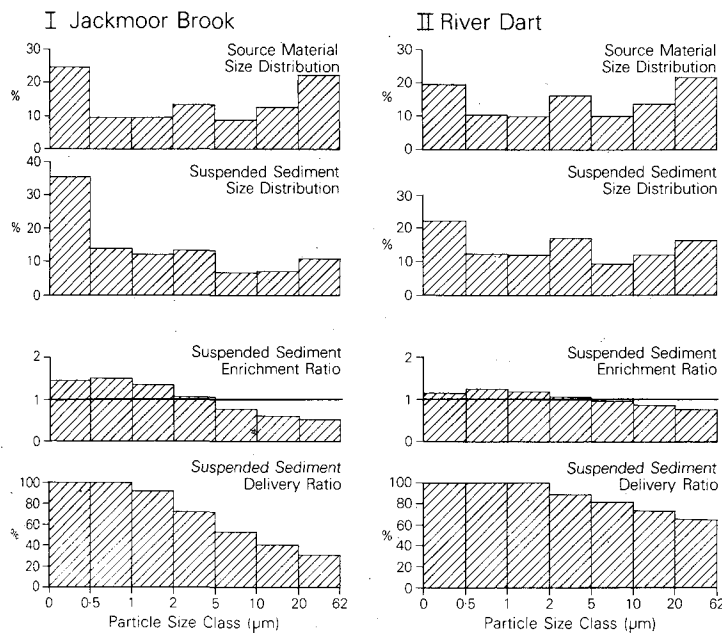 I Jackmoor Brook
Source Material
Size Distribution
30
20
%
10
0
Suspended Sediment
Size Distribution
40
30
20
%
10
0
Suspended Sediment
Enrichment Ratio
2
1
0
Suspended Sediment
Delivery Ratio
100
80
60
%
40
20
0
0 0·5 1 2 5 10 20 62
Particle Size Class (µm)
II River Dart
Source Material
Size Distribution
30
20
%
10
0
Suspended Sediment
Size Distribution
30
20
%
10
0
Suspended Sediment
Enrichment Ratio
2
1
0
Suspended Sediment
Delivery Ratio
100
80
60
%
40
20
0
0 0·5 1 2 5 10 20 62
Particle Size Class (µm)